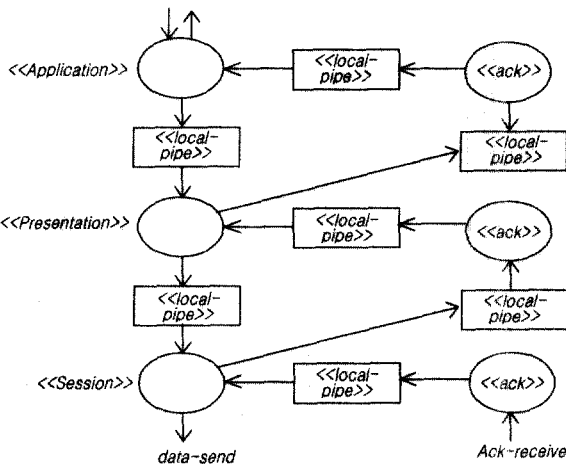 <<Application>>
<<local-
pipe>>
<<ack>>
<<local-
pipe>>
<<local-
pipe>>
<<Presentation>>
<<local-
pipe>>
<<ack>>
<<local-
pipe>>
<<local-
pipe>>
<<Session>>
<<local-
pipe>>
<<ack>>
data-send
Ack-receive